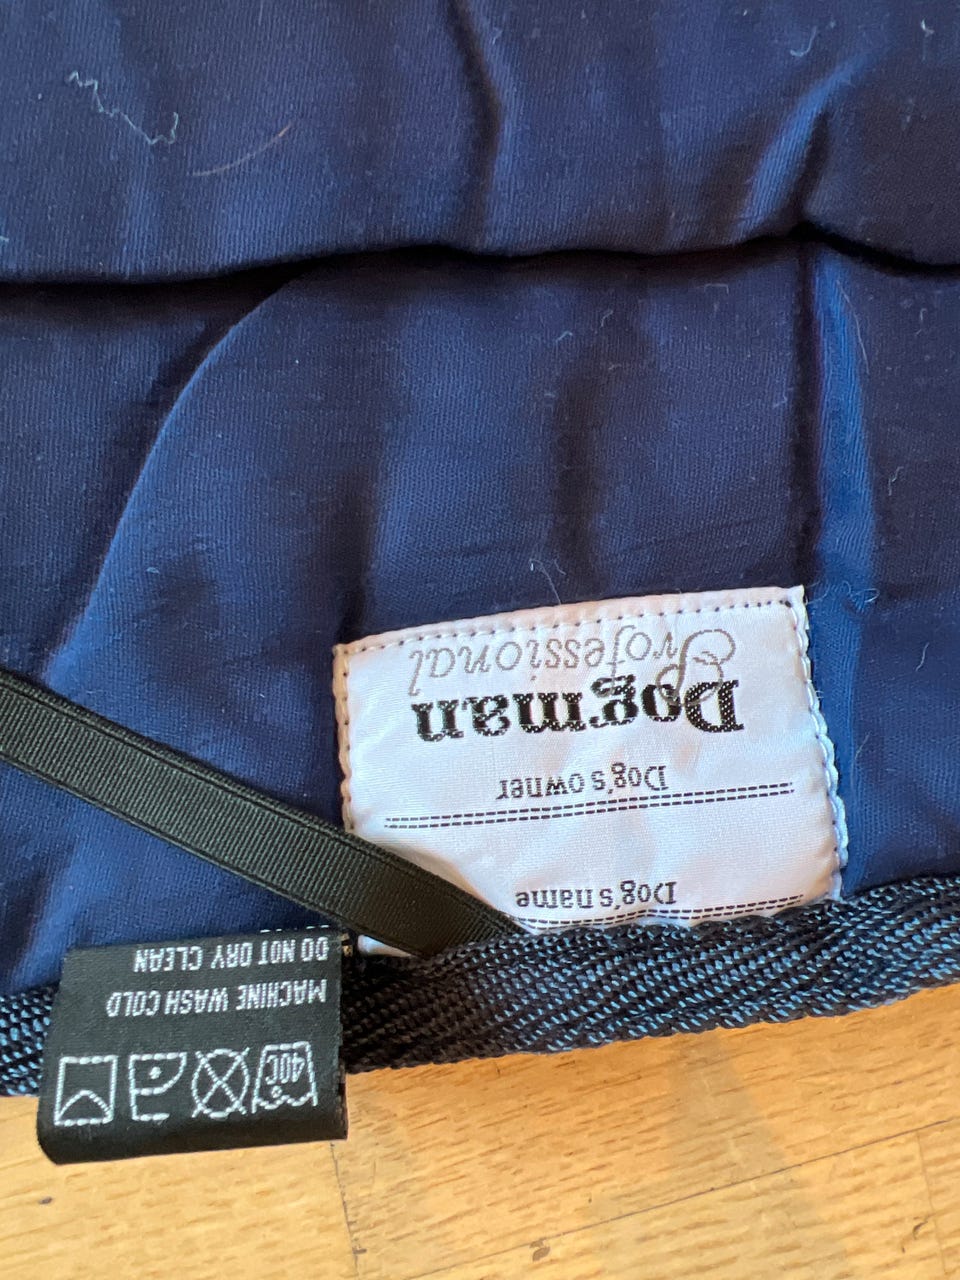 Dog's name
Dog's owner
Dogman
Professional
40C
MACHINE WASH COLD
DO NOT DRY CLEAN